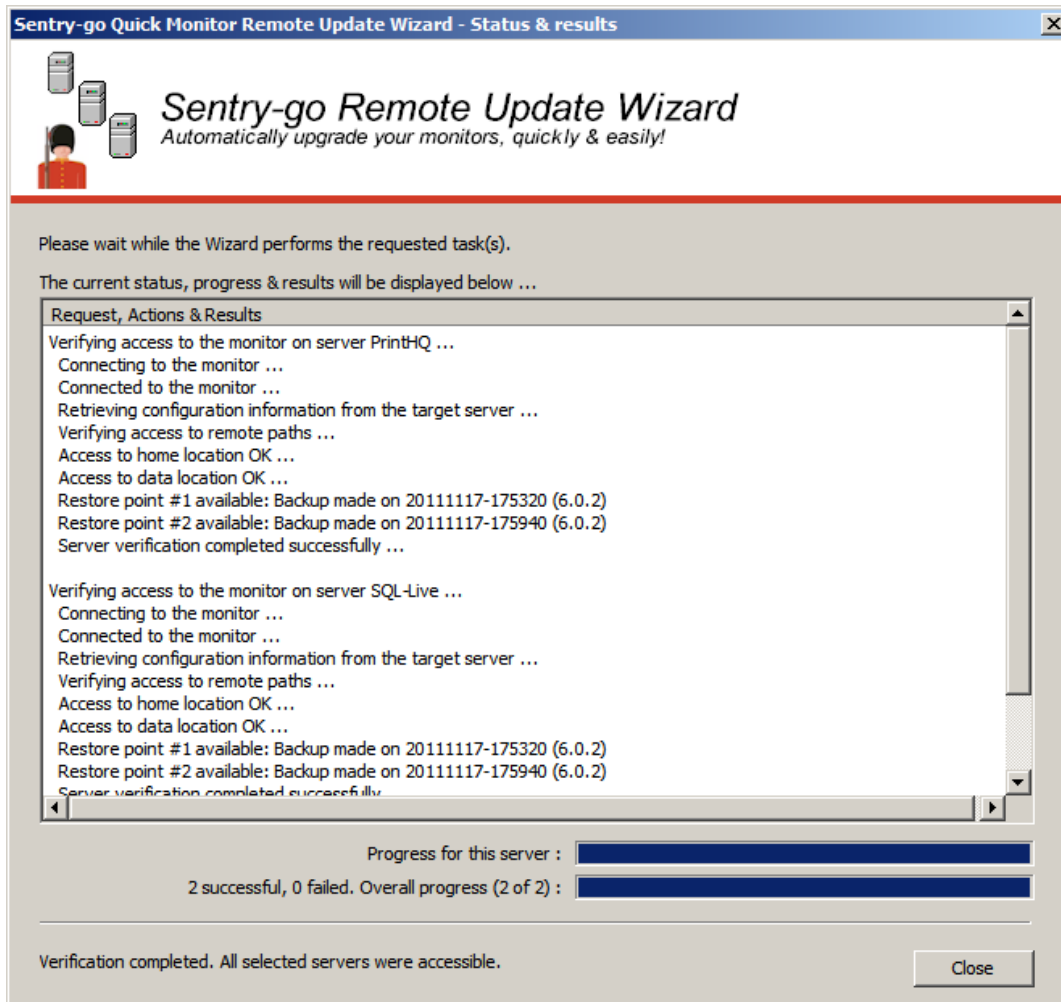 Sentry-go Quick Monitor Remote Update Wizard - Status & results
Sentry-go Remote Update Wizard
Automatically upgrade your monitors, quickly & easily!
Please wait while the Wizard performs the requested task(s).
The current status, progress & results will be displayed below ...
Request, Actions & Results
Verifying access to the monitor on server PrintHQ ...
Connecting to the monitor ...
Connected to the monitor ...
Retrieving configuration information from the target server ...
Verifying access to remote paths ...
Access to home location OK ...
Access to data location OK ...
Restore point #1 available: Backup made on 20111117-175320 (6.0.2)
Restore point #2 available: Backup made on 20111117-175940 (6.0.2)
Server verification completed successfully ...
Verifying access to the monitor on server SQL-Live ...
Connecting to the monitor ...
Connected to the monitor ...
Retrieving configuration information from the target server ...
Verifying access to remote paths ...
Access to home location OK ...
Access to data location OK ...
Restore point #1 available: Backup made on 20111117-175320 (6.0.2)
Restore point #2 available: Backup made on 20111117-175940 (6.0.2)
Server verification completed successfully
Progress for this server :
2 successful, 0 failed. Overall progress (2 of 2) :
Verification completed. All selected servers were accessible.
Close